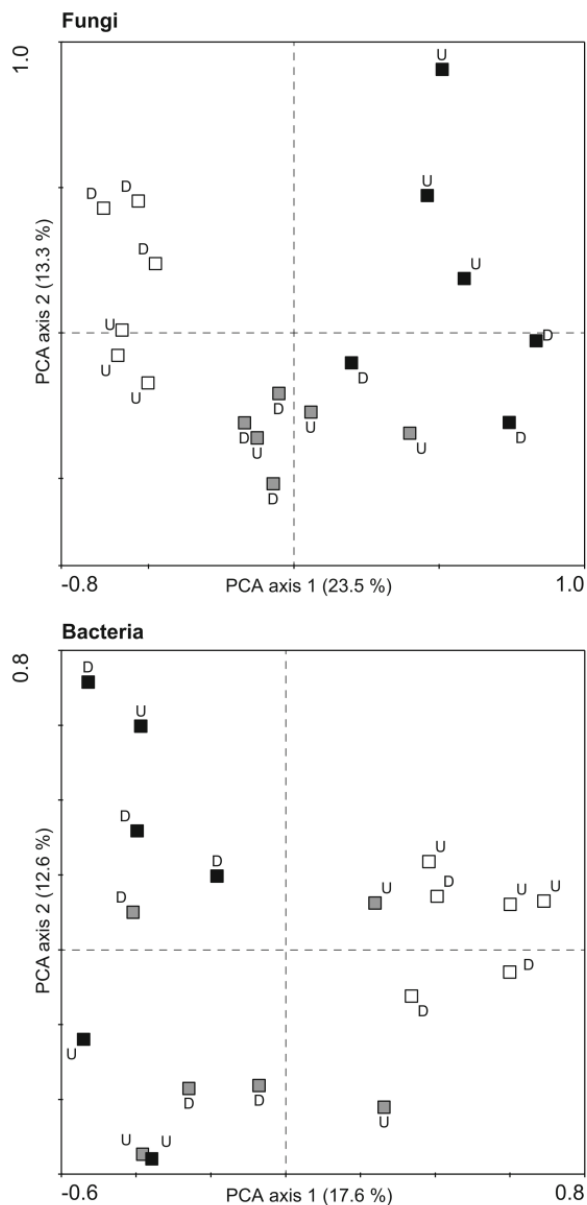 Fungi
1.0
U
D
D
U
D
U
U
D
U
D
U
D
D
U
D
U
U
D
D
PCA axis 2 (13.3 %)
-0.8
PCA axis 1 (23.5 %)
1.0
Bacteria
0.8
D
U
D
D
U
D
D
U
U
U
D
D
U
D
D
U
U
U
PCA axis 2 (12.6 %)
-0.6
PCA axis 1 (17.6 %)
0.8